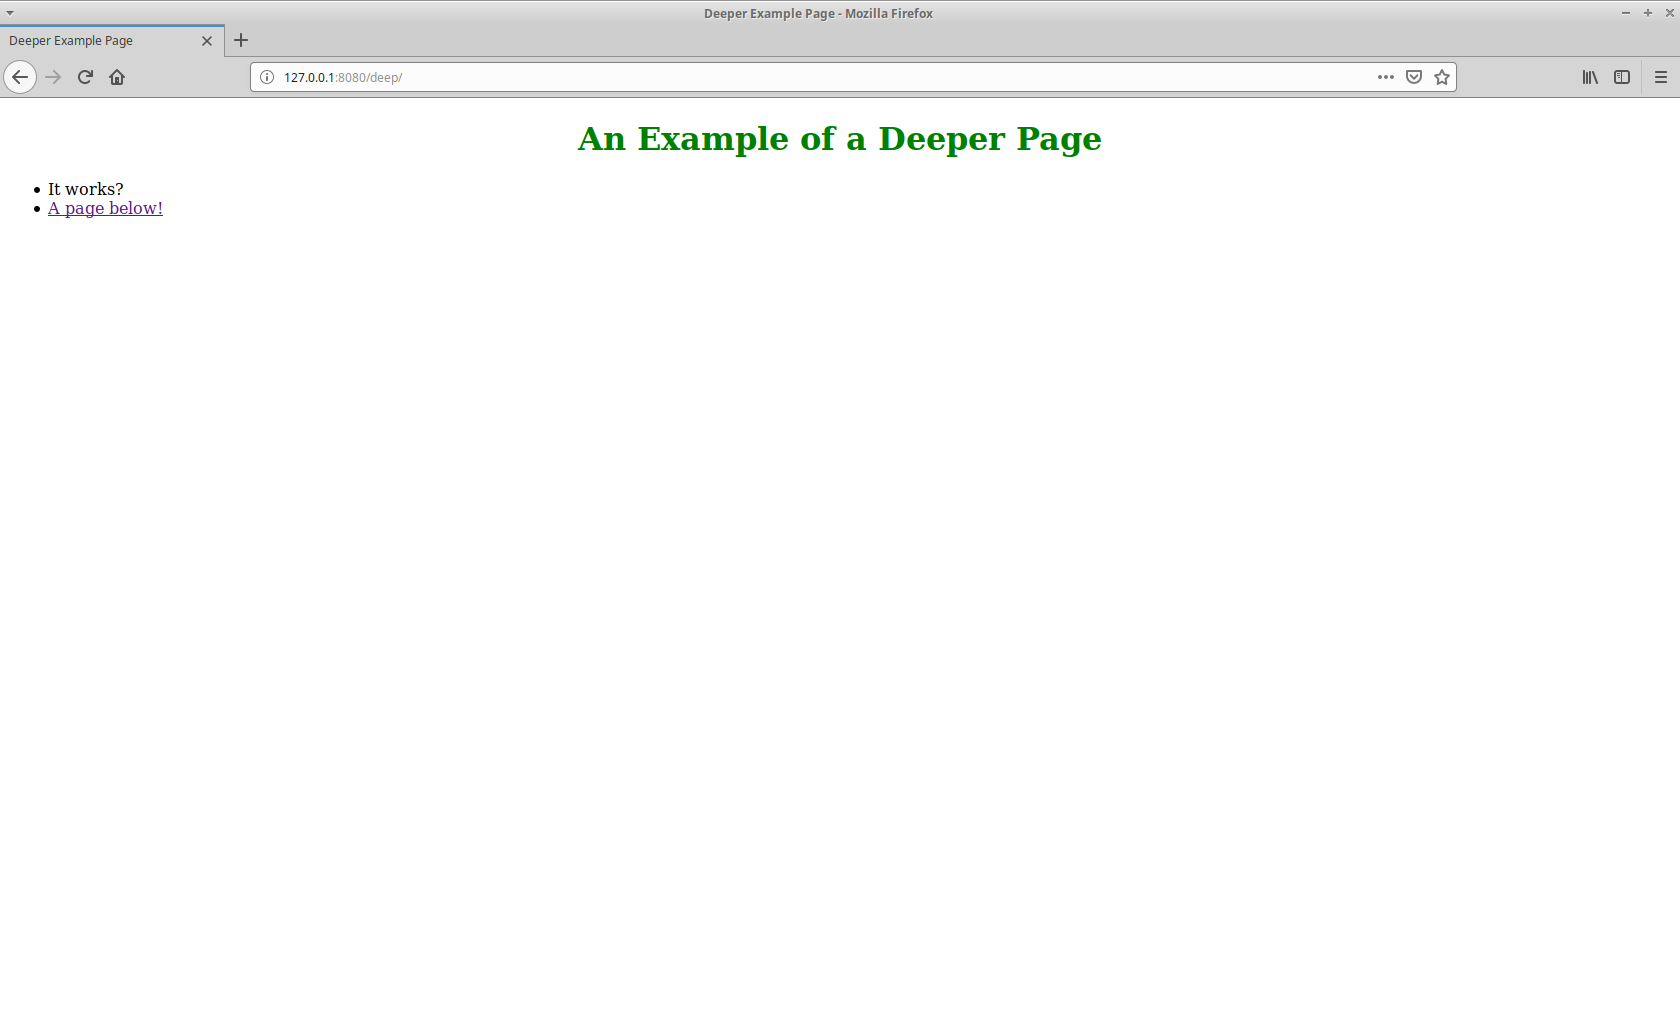 Deeper Example Page - Mozilla Firefox
Deeper Example Page
127.0.0.1:8080/deep/
An Example of a Deeper Page
It works?
A page below!